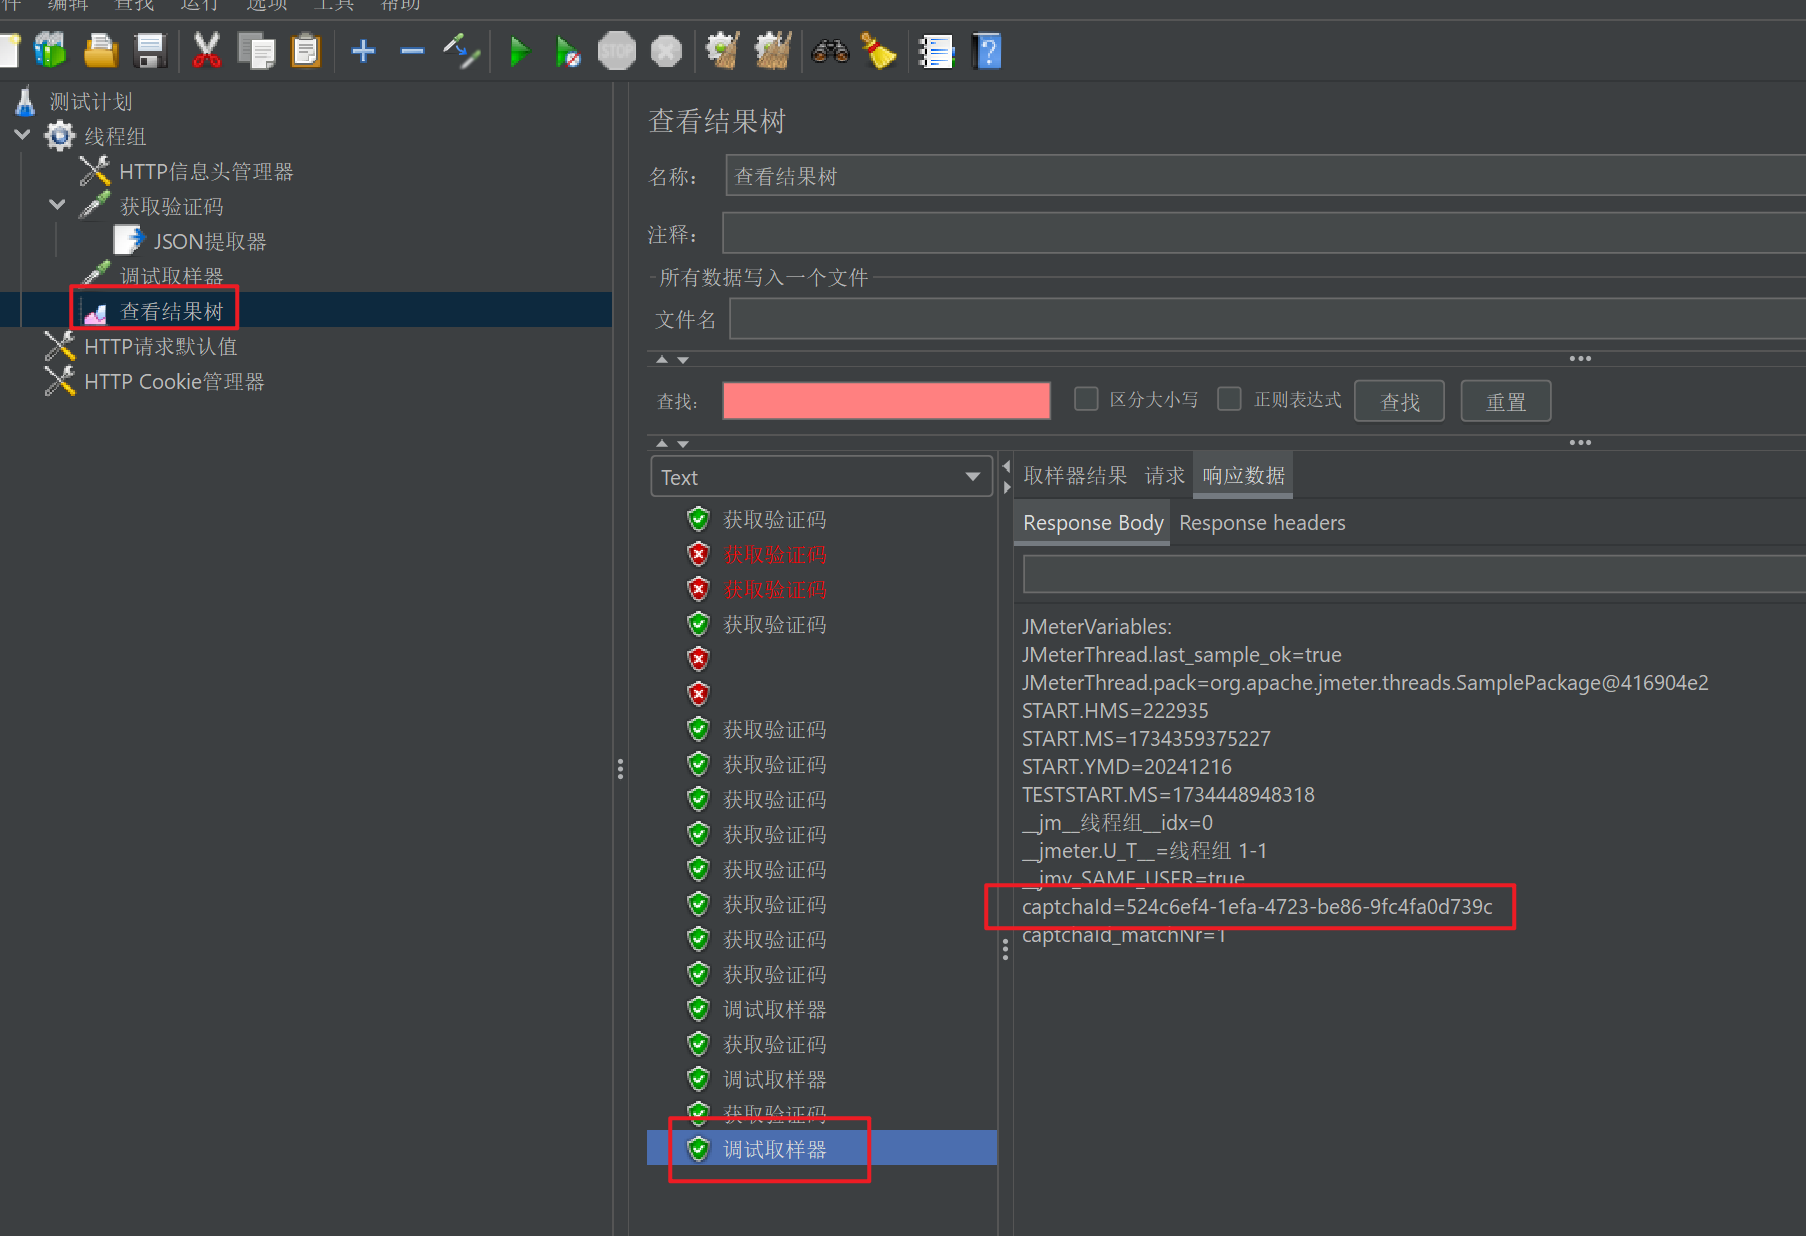 件 编辑 查找 运行 选项 工具 帮助
STOP
测试计划
线程组
HTTP信息头管理器
获取验证码
JSON提取器
调试取样器
查看结果树
HTTP请求默认值
HTTP Cookie管理器
查看结果树
名称：
查看结果树
注释：
所有数据写入一个文件
文件名
查找：
区分大小写
正则表达式
查找
重置
Text
获取验证码
获取验证码
获取验证码
获取验证码
获取验证码
获取验证码
获取验证码
获取验证码
获取验证码
获取验证码
获取验证码
获取验证码
调试取样器
获取验证码
调试取样器
获取验证码
调试取样器
取样器结果 请求 响应数据
Response Body Response headers
JMeterVariables:
JMeterThread.last_sample_ok=true
JMeterThread.pack=org.apache.jmeter.threads.SamplePackage@416904e2
START.HMS=222935
START.MS=1734359375227
START.YMD=20241216
TESTSTART.MS=1734448948318
__jm__线程组__idx=0
__jmeter.U_T__=线程组 1-1
__jmv_SAME_USER=true
captchaId=524c6ef4-1efa-4723-be86-9fc4fa0d739c
captchaId_matchNr=1